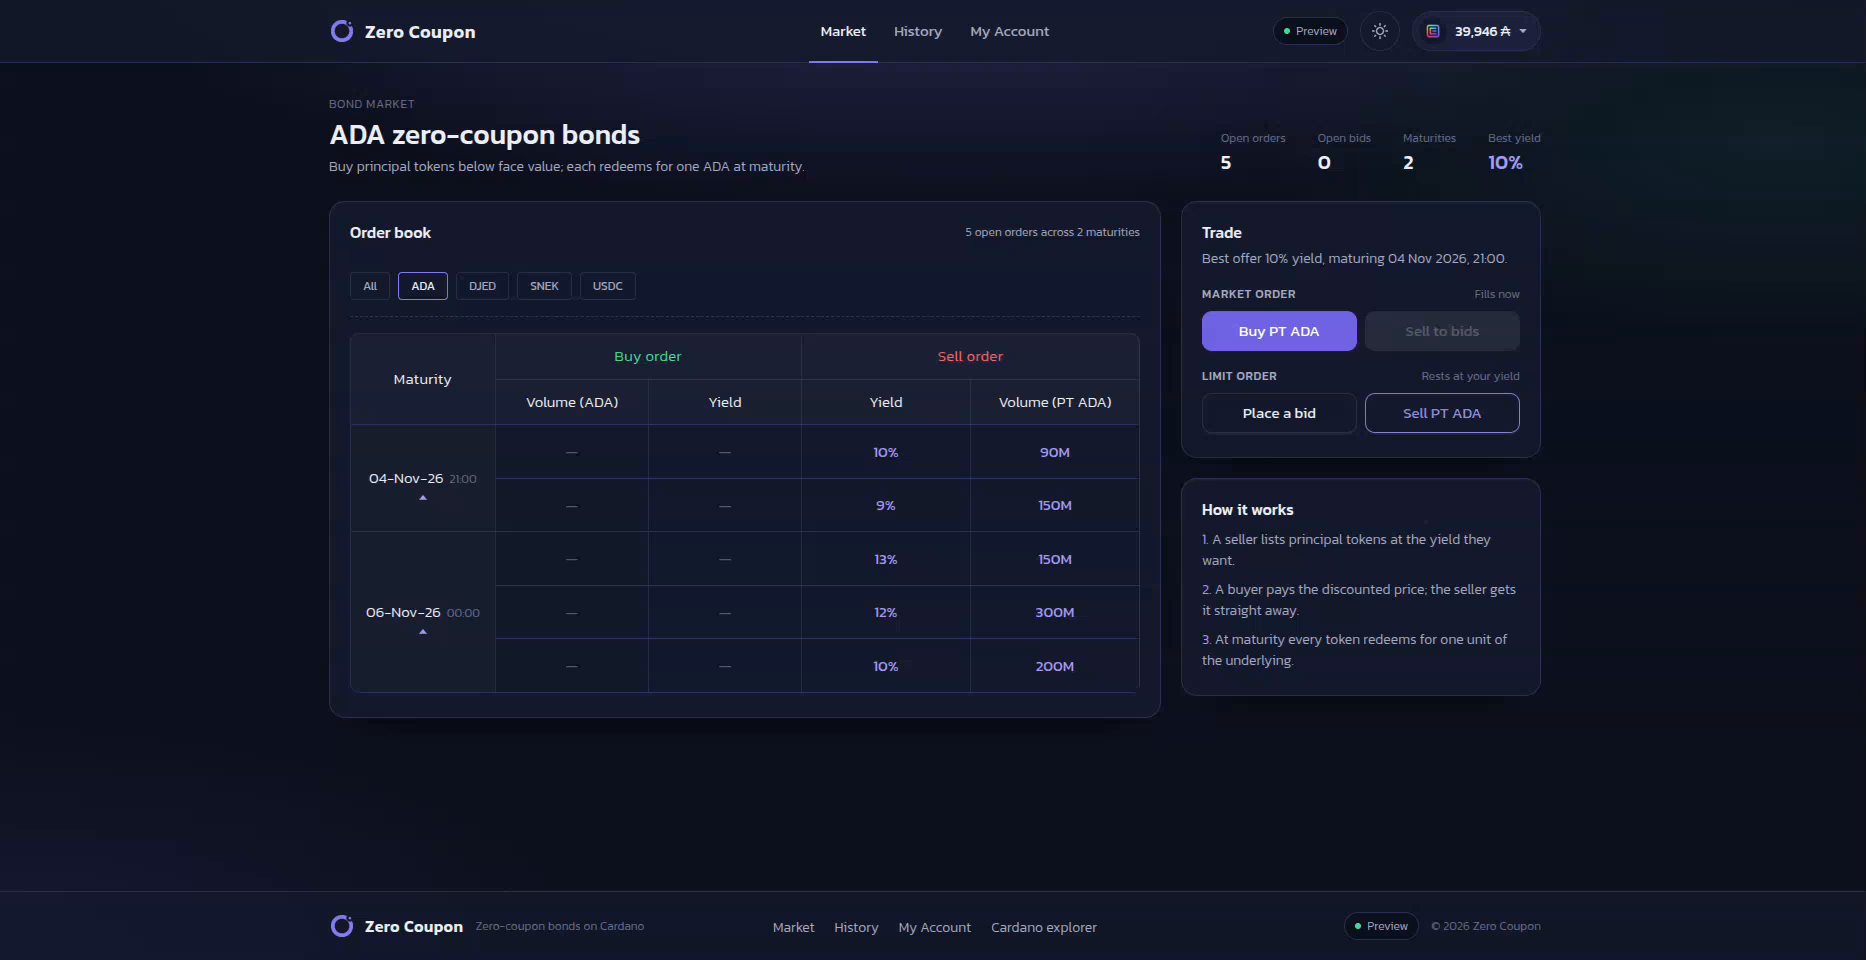 Zero Coupon
Market History My Account
Preview
39,946 ₳
BOND MARKET
ADA zero-coupon bonds
Buy principal tokens below face value; each redeems for one ADA at maturity.
Open orders Open bids Maturities Best yield
5 0 2 10%
Order book
5 open orders across 2 maturities
All ADA DJED SNEK USDC
Maturity
Buy order Sell order
Volume (ADA) Yield Yield Volume (PT ADA)
04-Nov-26 21:00
— — 10% 90M
— — 9% 150M
06-Nov-26 00:00
— — 13% 150M
— — 12% 300M
— — 10% 200M
Trade
Best offer 10% yield, maturing 04 Nov 2026, 21:00.
MARKET ORDER Fills now
Buy PT ADA Sell to bids
LIMIT ORDER Rests at your yield
Place a bid Sell PT ADA
How it works
1. A seller lists principal tokens at the yield they
want.
2. A buyer pays the discounted price; the seller gets
it straight away.
3. At maturity every token redeems for one unit of
the underlying.
Zero Coupon Zero-coupon bonds on Cardano
Market History My Account Cardano explorer
Preview © 2026 Zero Coupon